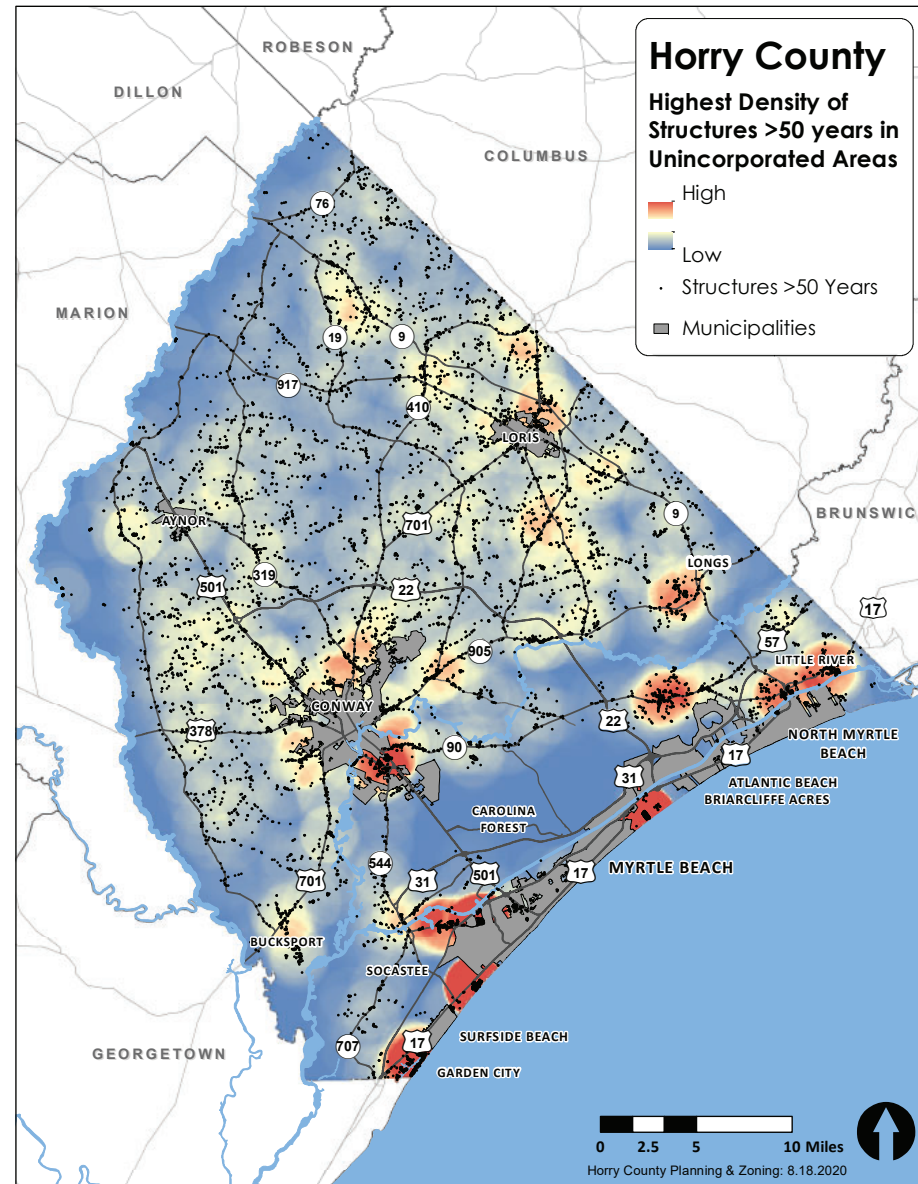 Horry County
Highest Density of
Structures >50 years in
Unincorporated Areas
High
Low
Structures >50 Years
Municipalities
ROBESON
DILLON
COLUMBUS
76
MARION
19
9
917
410
LORIS
AYNOR
701
9
BRUNSWIC
LONGS
501
319
22
17
57
905
LITTLE RIVER
CONWAY
378
90
22
NORTH MYRTLE
BEACH
17
31
ATLANTIC BEACH
BRIARCLIFFE ACRES
CAROLINA
FOREST
544
17
MYRTLE BEACH
701
31
501
BUCKSPORT
SOCASTEE
SURFSIDE BEACH
707
17
GEORGETOWN
GARDEN CITY
0 2.5 5 10 Miles
Horry County Planning & Zoning: 8.18.2020